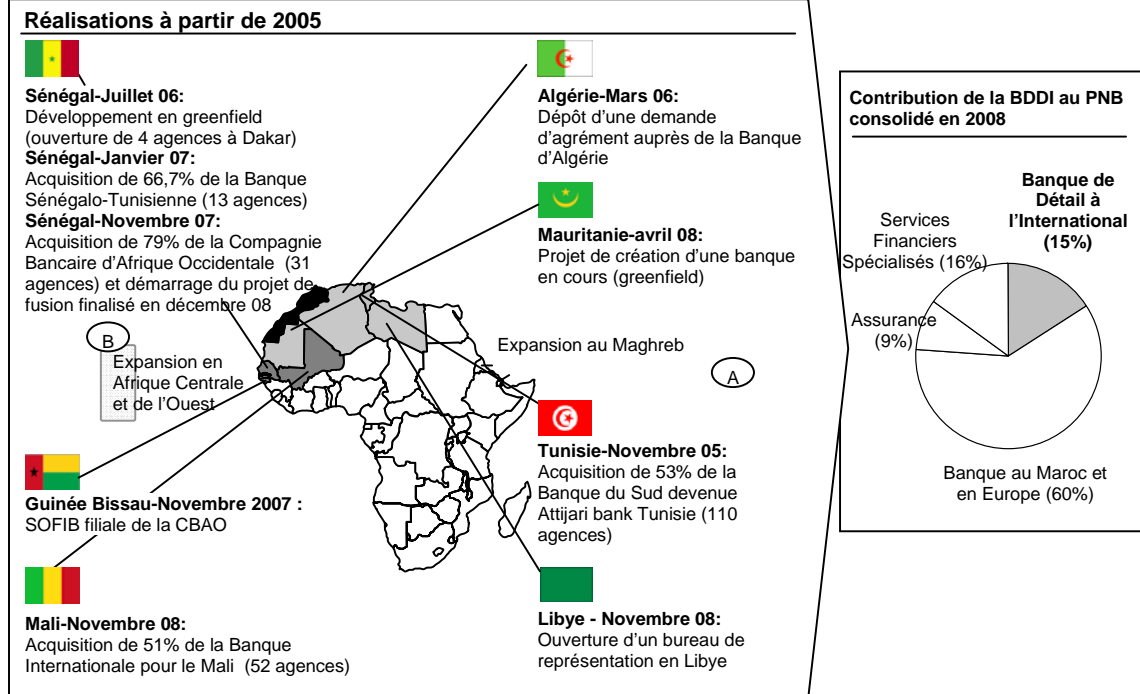 Réalisations à partir de 2005
Sénégal-Juillet 06:
Développement en greenfield
(ouverture de 4 agences à Dakar)
Sénégal-Janvier 07:
Acquisition de 66,7% de la Banque
Sénégalo-Tunisienne (13 agences)
Sénégal-Novembre 07:
Acquisition de 79% de la Compagnie
Bancaire d'Afrique Occidentale (31
agences) et démarrage du projet de
fusion finalisé en décembre 08
B
Expansion en
Afrique Centrale
et de l'Ouest
Guinée Bissau-Novembre 2007 :
SOFIB filiale de la CBAO
Mali-Novembre 08:
Acquisition de 51% de la Banque
Internationale pour le Mali (52 agences)
Algérie-Mars 06:
Dépôt d'une demande
d'agrément auprès de la Banque
d'Algérie
Mauritanie-avril 08:
Projet de création d'une banque
en cours (greenfield)
Expansion au Maghreb
A
Tunisie-Novembre 05:
Acquisition de 53% de la
Banque du Sud devenue
Attijari bank Tunisie (110
agences)
Libye - Novembre 08:
Ouverture d'un bureau de
représentation en Libye
Contribution de la BDDI au PNB
consolidé en 2008
Banque de
Détail à
l'International
(15%)
Services
Financiers
Spécialisés (16%)
Assurance
(9%)
Banque au Maroc et
en Europe (60%)